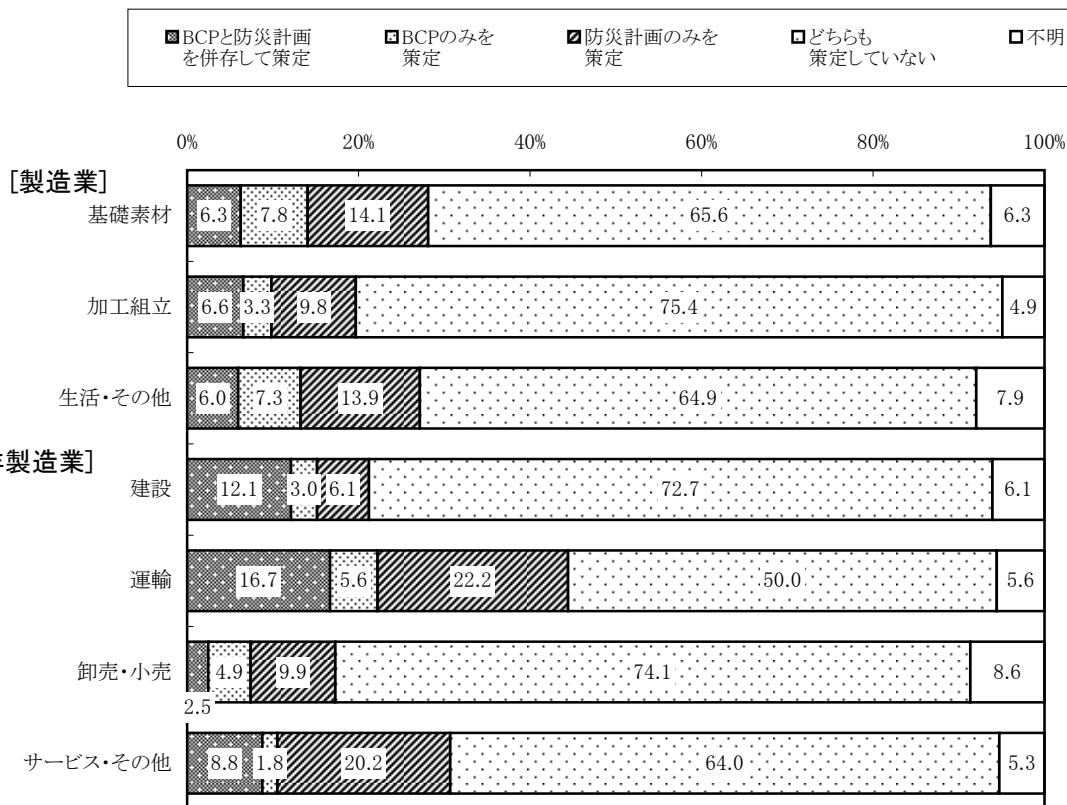 BCPと防災計画
を併存して策定
BCPのみを
策定
防災計画のみを
策定
どちらも
策定していない
不明
0% 20% 40% 60% 80% 100%
[製造業]
基礎素材 6.3 7.8 14.1 65.6 6.3
加工組立 6.6 3.3 9.8 75.4 4.9
生活・その他 6.0 7.3 13.9 64.9 7.9
製造業]
建設 12.1 3.0 6.1 72.7 6.1
運輸 16.7 5.6 22.2 50.0 5.6
卸売・小売 4.9 9.9 74.1 8.6
2.5
サービス・その他 8.8 1.8 20.2 64.0 5.3